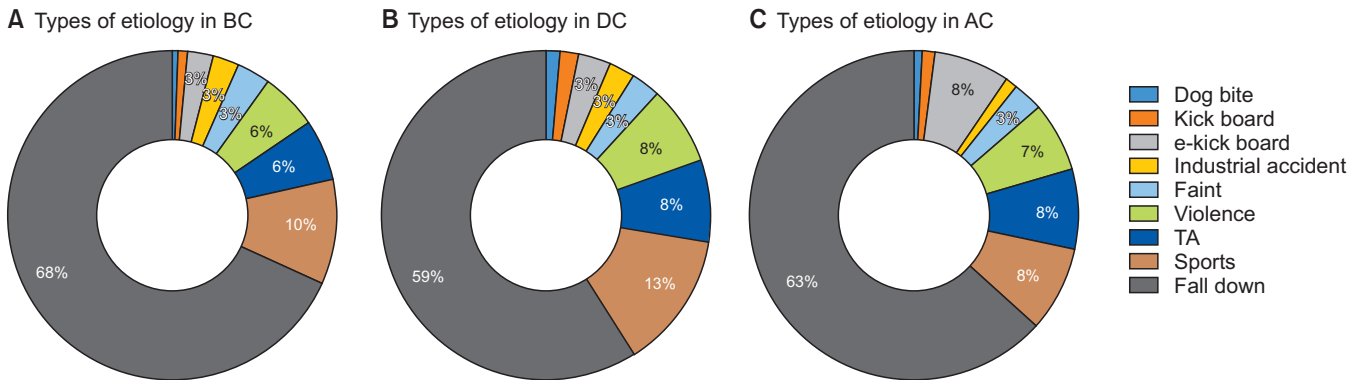 A Types of etiology in BC
3%
3%
3%
6%
6%
10%
68%
B Types of etiology in DC
3%
3%
3%
8%
8%
13%
59%
C Types of etiology in AC
8%
3%
7%
8%
8%
63%
Dog bite
Kick board
e-kick board
Industrial accident
Faint
Violence
TA
Sports
Fall down